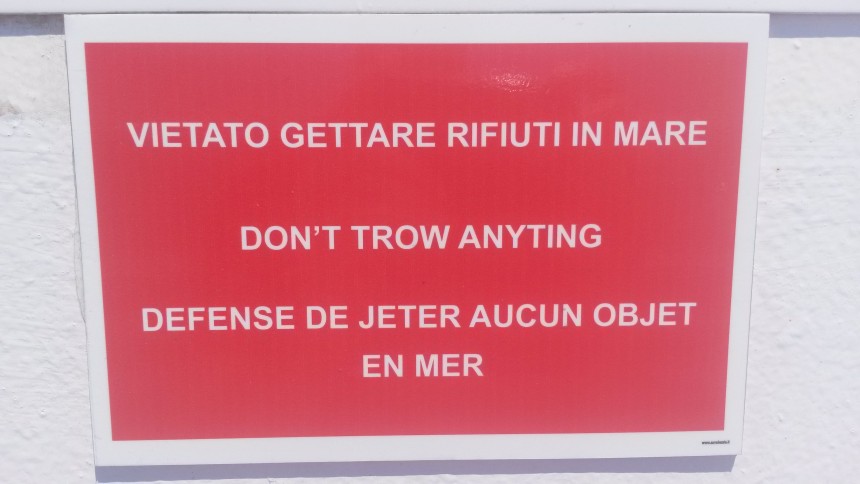 VIETATO GETTARE RIFIUTI IN MARE
DON'T TROW ANYTING
DEFENSE DE JETER AUCUN OBJET
EN MER